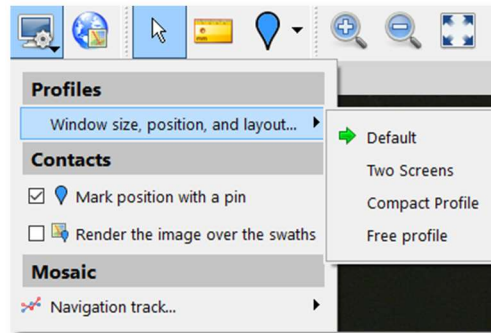 Profiles
Window size, position, and layout...
Default
Two Screens
Compact Profile
Free profile
Contacts
Mark position with a pin
Render the image over the swaths
Mosaic
Navigation track...